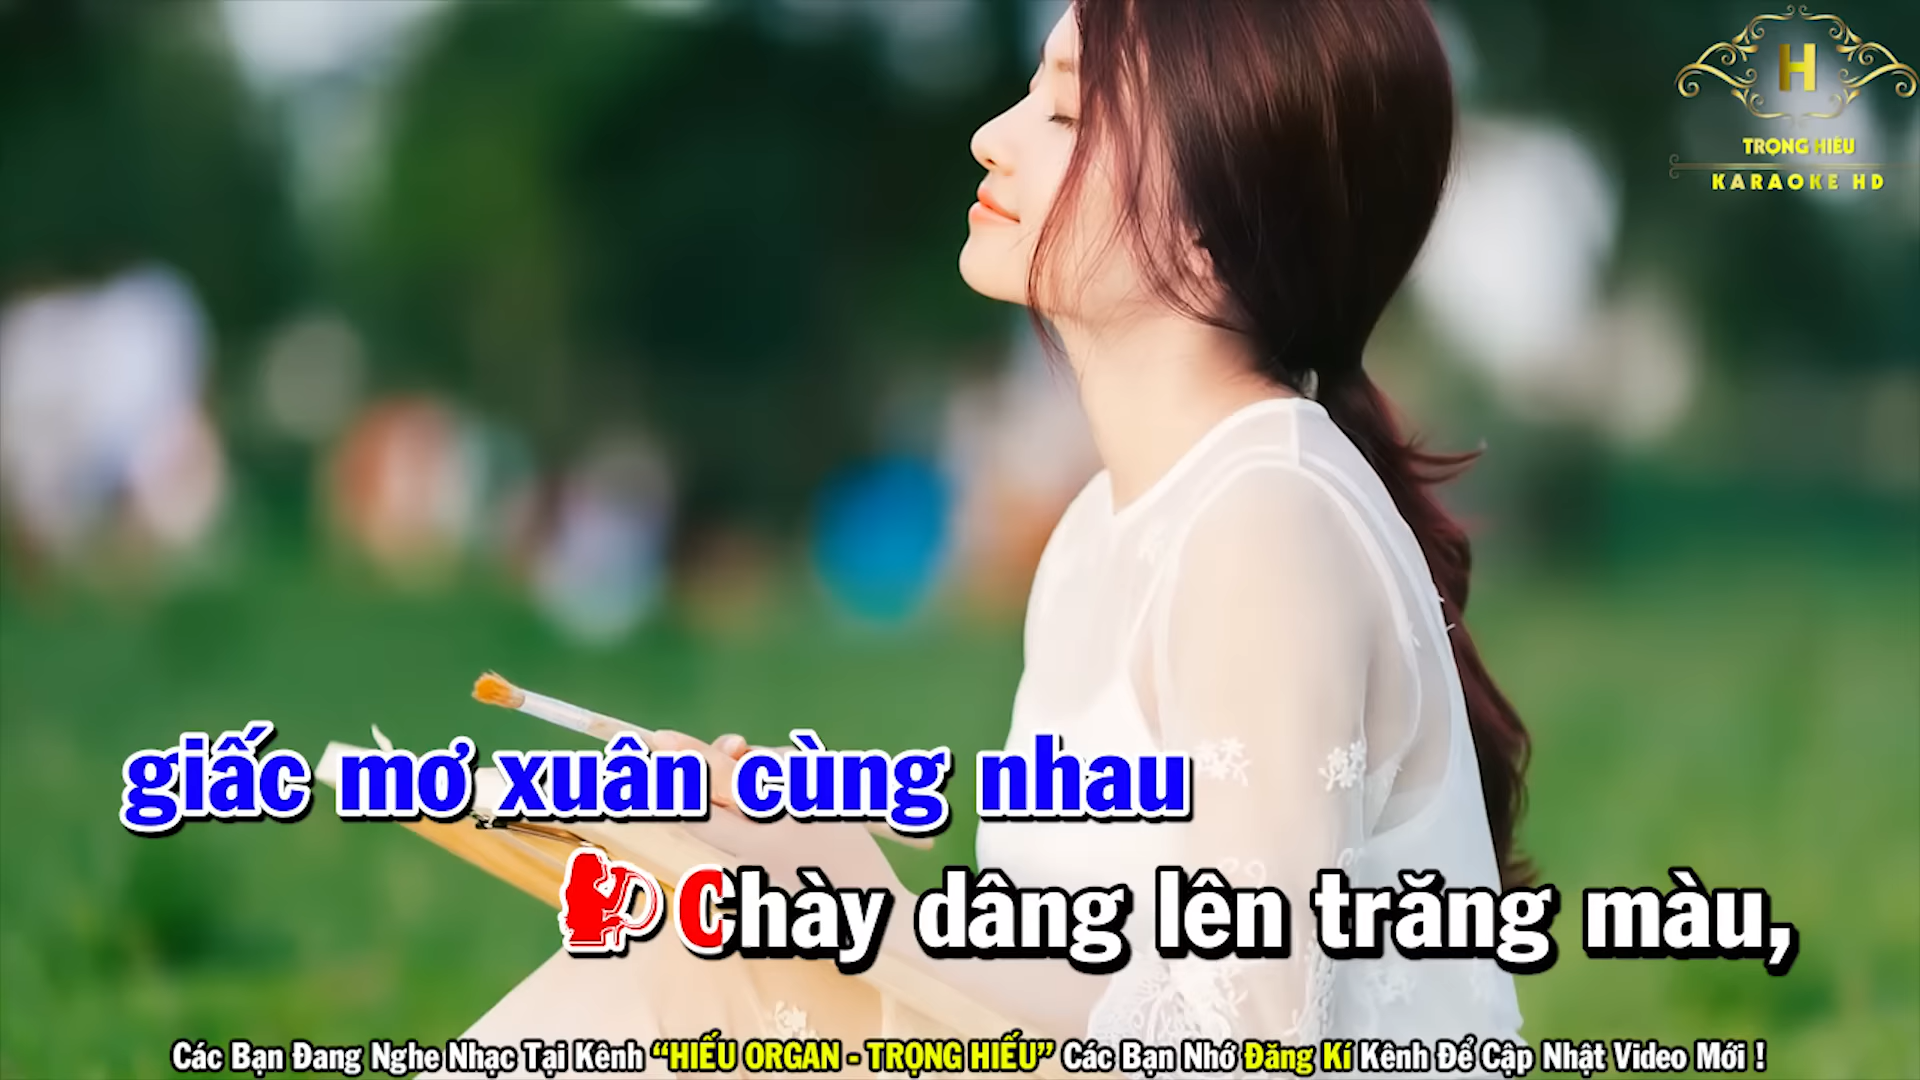 H
TRỌNG HIẾU
KARAOKE HD
giấc mơ xuân cùng nhau
Chày dâng lên trăng màu,
Các Bạn Đang Nghe Nhạc Tại Kênh “HIẾU ORGAN - TRỌNG HIẾU” Các Bạn Nhớ Đăng Kí Kênh Để Cập Nhật Video Mới !